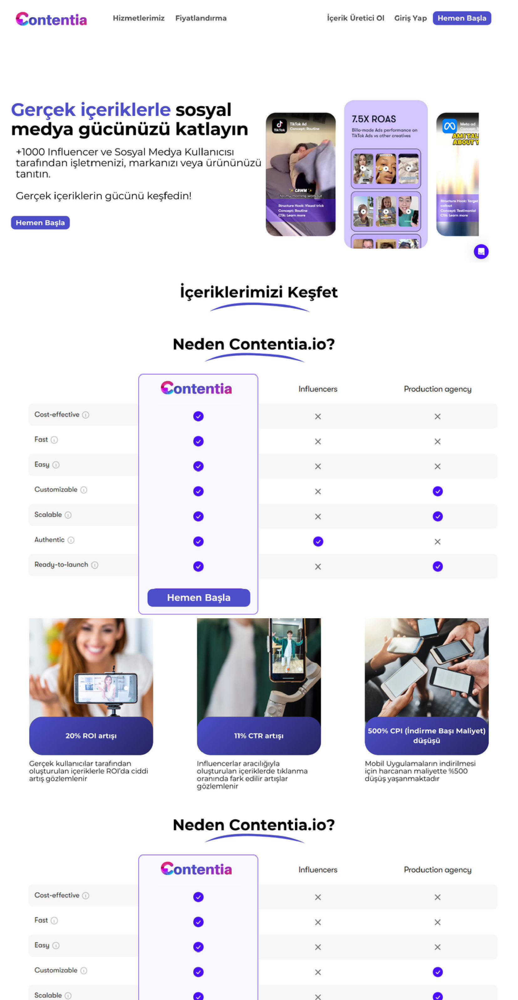 Contentia
Hizmetlerimiz
Fiyatlandırma
İçerik Üretici Ol
Giriş Yap
Hemen Başla
Gerçek içeriklerle sosyal
medya gücünüzü katlayın
+1000 Influencer ve Sosyal Medya Kullanıcısı
tarafından işletmenizi, markanızı veya ürününüzü
tanıtın.
Gerçek içeriklerin gücünü keşfedin!
Hemen Başla
TikTok
TikTok Ad
Concept: Routine
GRWM
for my morning workout
Structure Hook: Visual trick
Concept: Routine
CTA: Learn more
7.5X ROAS
Billo-made Ads performance on
TikTok Ads vs other creatives
Meta ad
Concept:
AM I TAL
ABOUT Y
Structure Hook: Target
callout
Concept: Testimonial
CTA: Learn more
İçeriklerimizi Keşfet
Neden Contentia.io?
Contentia
Influencers
Production agency
Cost-effective
Fast
Easy
Customizable
Scalable
Authentic
Ready-to-launch
Hemen Başla
20% ROI artışı
Gerçek kullanıcılar tarafından
oluşturulan içeriklerle ROI'da ciddi
artış gözlemlenir
11% CTR artışı
Influencerlar aracılığıyla
oluşturulan içeriklerde tıklanma
oranında fark edilir artışlar
gözlemlenir
500% CPI (İndirme Başı Maliyet)
düşüşü
Mobil Uygulamaların indirilmesi
için harcanan maliyette %500
düşüş yaşanmaktadır
Neden Contentia.io?
Contentia
Influencers
Production agency
Cost-effective
Fast
Easy
Customizable
Scalable